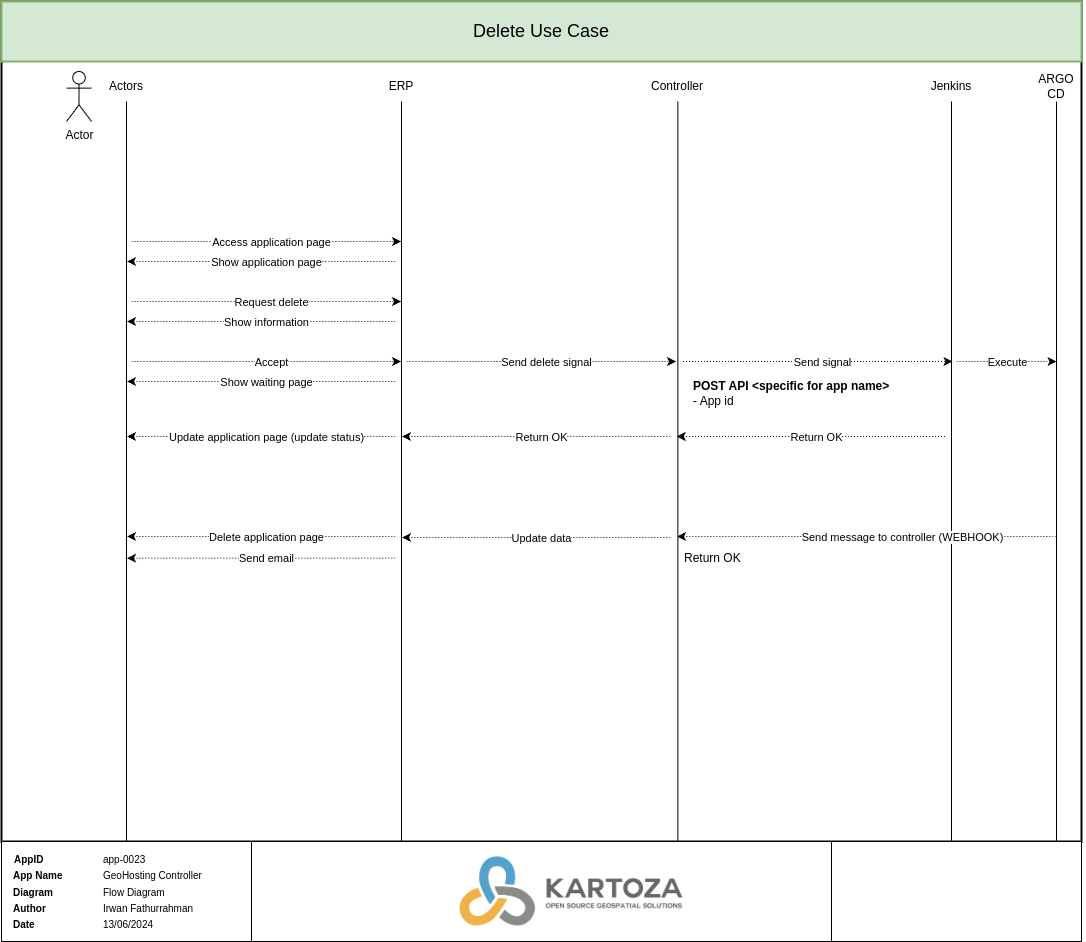 Delete Use Case
Actor
Actors
ERP
Controller
Jenkins
ARGO
CD
Access application page
Show application page
Request delete
Show information
Accept
Send delete signal
Send signal
Execute
Show waiting page
POST API <specific for app name>
- App id
Update application page (update status)
Return OK
Return OK
Delete application page
Update data
Send message to controller (WEBHOOK)
Send email
Return OK
AppID app-0023
App Name GeoHosting Controller
Diagram Flow Diagram
Author Irwan Fathurrahman
Date 13/06/2024
KARTOZA
OPEN SOURCE GEOSPATIAL SOLUTIONS